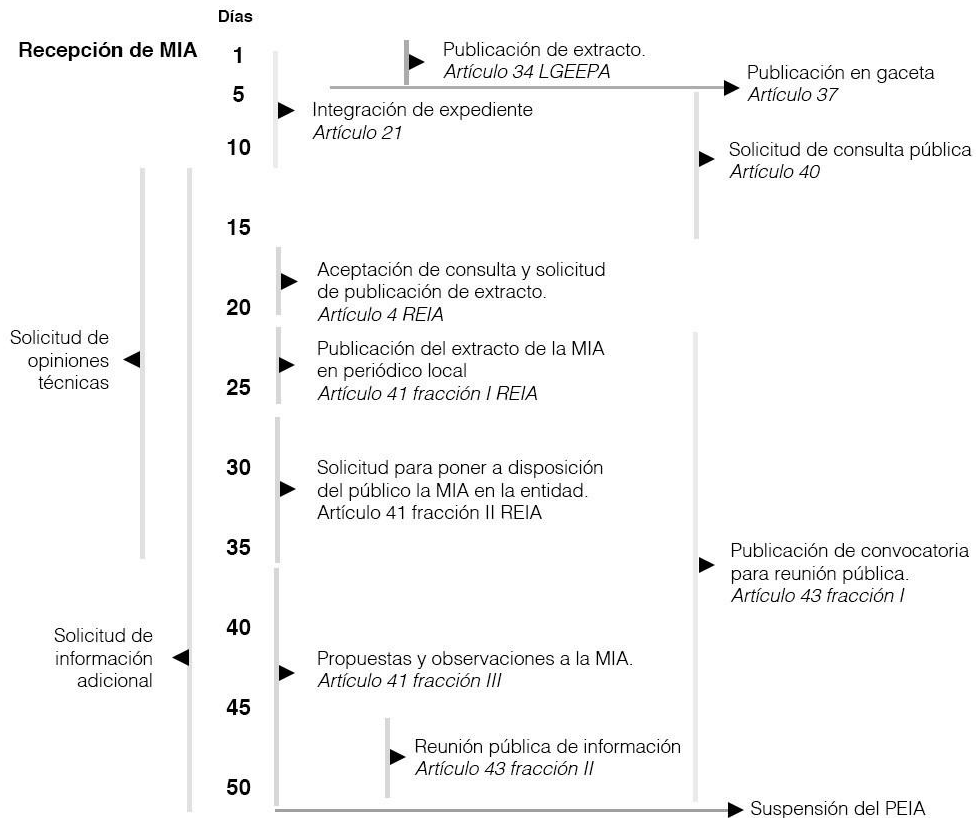 Días
Recepción de MIA
1
5
10
15
20
25
30
35
40
45
50
Publicación de extracto.
Artículo 34 LGEEPA
Publicación en gaceta
Artículo 37
Integración de expediente
Artículo 21
Solicitud de consulta pública
Artículo 40
Aceptación de consulta y solicitud
de publicación de extracto.
Artículo 4 REIA
Solicitud de
opiniones
técnicas
Publicación del extracto de la MIA
en periódico local
Artículo 41 fracción I REIA
Solicitud para poner a disposición
del público la MIA en la entidad.
Artículo 41 fracción II REIA
Publicación de convocatoria
para reunión pública.
Artículo 43 fracción I
Solicitud de
información
adicional
Propuestas y observaciones a la MIA.
Artículo 41 fracción III
Reunión pública de información
Artículo 43 fracción II
Suspensión del PEIA